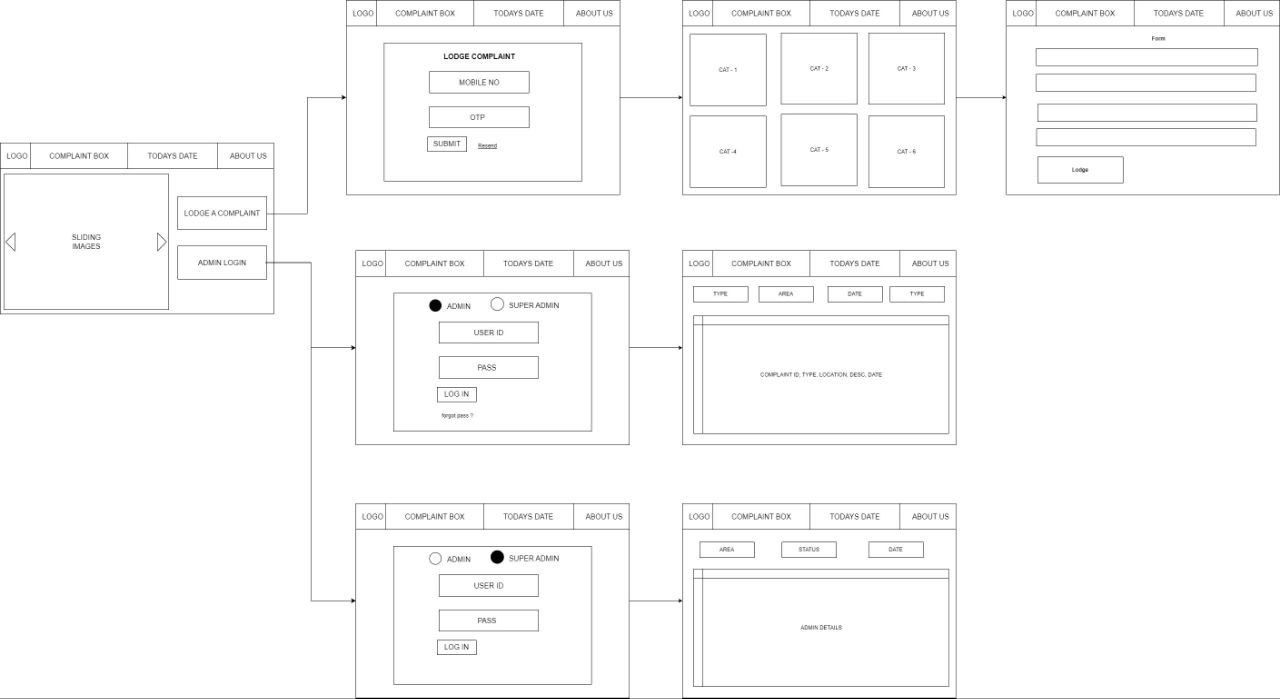 LOGO COMPLAINT BOX TODAYS DATE ABOUT US
SLIDING
IMAGES
LODGE A COMPLAINT
ADMIN LOGIN
LOGO COMPLAINT BOX TODAYS DATE ABOUT US
LODGE COMPLAINT
MOBILE NO
OTP
SUBMIT Resend
LOGO COMPLAINT BOX TODAYS DATE ABOUT US
CAT - 1 CAT - 2 CAT - 3
CAT -4 CAT - 5 CAT - 6
LOGO COMPLAINT BOX TODAYS DATE ABOUT US
Form
Lodge
LOGO COMPLAINT BOX TODAYS DATE ABOUT US
ADMIN SUPER ADMIN
USER ID
PASS
LOG IN
forgot pass ?
LOGO COMPLAINT BOX TODAYS DATE ABOUT US
TYPE AREA DATE TYPE
COMPLAINT ID, TYPE, LOCATION, DESC, DATE
LOGO COMPLAINT BOX TODAYS DATE ABOUT US
ADMIN SUPER ADMIN
USER ID
PASS
LOG IN
LOGO COMPLAINT BOX TODAYS DATE ABOUT US
AREA STATUS DATE
ADMIN DETAILS